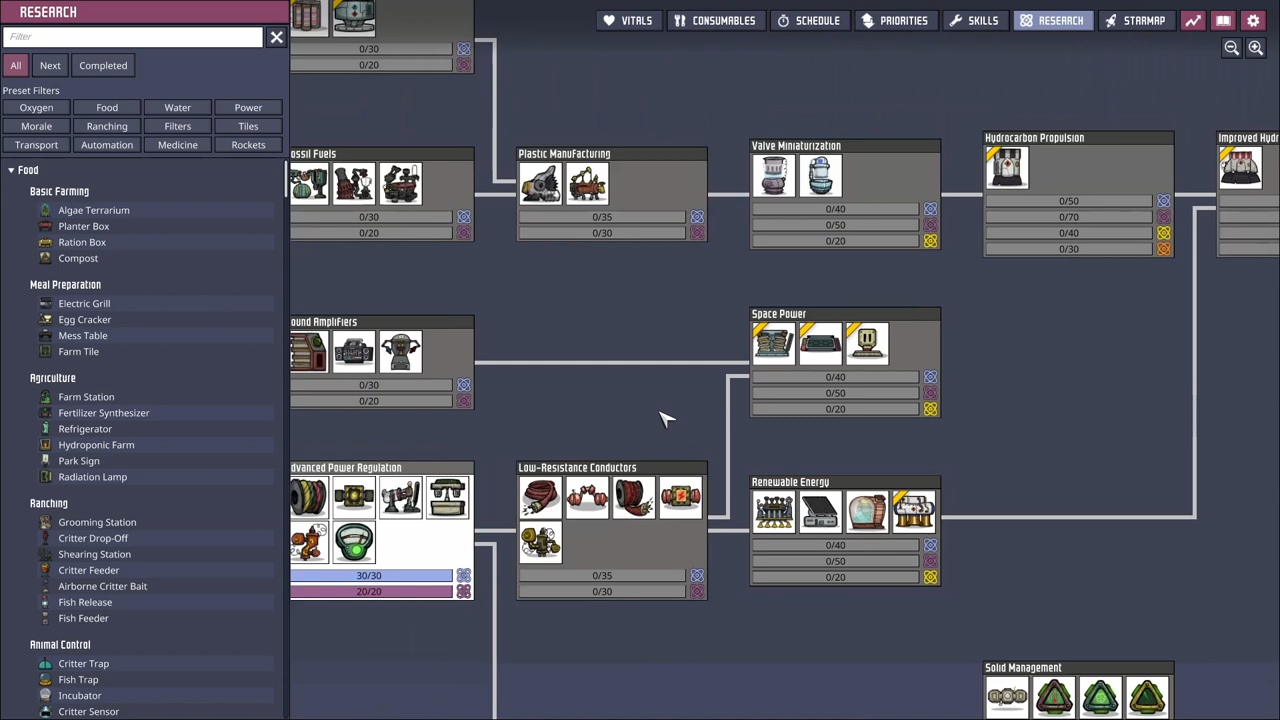 RESEARCH
VITALS
CONSUMABLES
SCHEDULE
PRIORITIES
SKILLS
RESEARCH
STARMAP
Filter
All
Next
Completed
Preset Filters
Oxygen
Food
Water
Power
Morale
Ranching
Filters
Tiles
Transport
Automation
Medicine
Rockets
Food
Basic Farming
Algae Terrarium
Planter Box
Ration Box
Compost
Meal Preparation
Electric Grill
Egg Cracker
Mess Table
Farm Tile
Agriculture
Farm Station
Fertilizer Synthesizer
Refrigerator
Hydroponic Farm
Park Sign
Radiation Lamp
Ranching
Grooming Station
Critter Drop-Off
Shearing Station
Critter Feeder
Airborne Critter Bait
Fish Release
Fish Feeder
Animal Control
Critter Trap
Fish Trap
Incubator
Critter Sensor
0/30
0/20
ossil Fuels
0/30
0/20
Plastic Manufacturing
0/35
0/30
Valve Miniaturization
0/40
0/50
0/20
Hydrocarbon Propulsion
0/50
0/70
0/40
0/30
Improved Hydr
ound Amplifiers
0/30
0/20
Space Power
0/40
0/50
0/20
dvanced Power Regulation
30/30
20/20
Low-Resistance Conductors
0/35
0/30
Renewable Energy
0/40
0/50
0/20
Solid Management